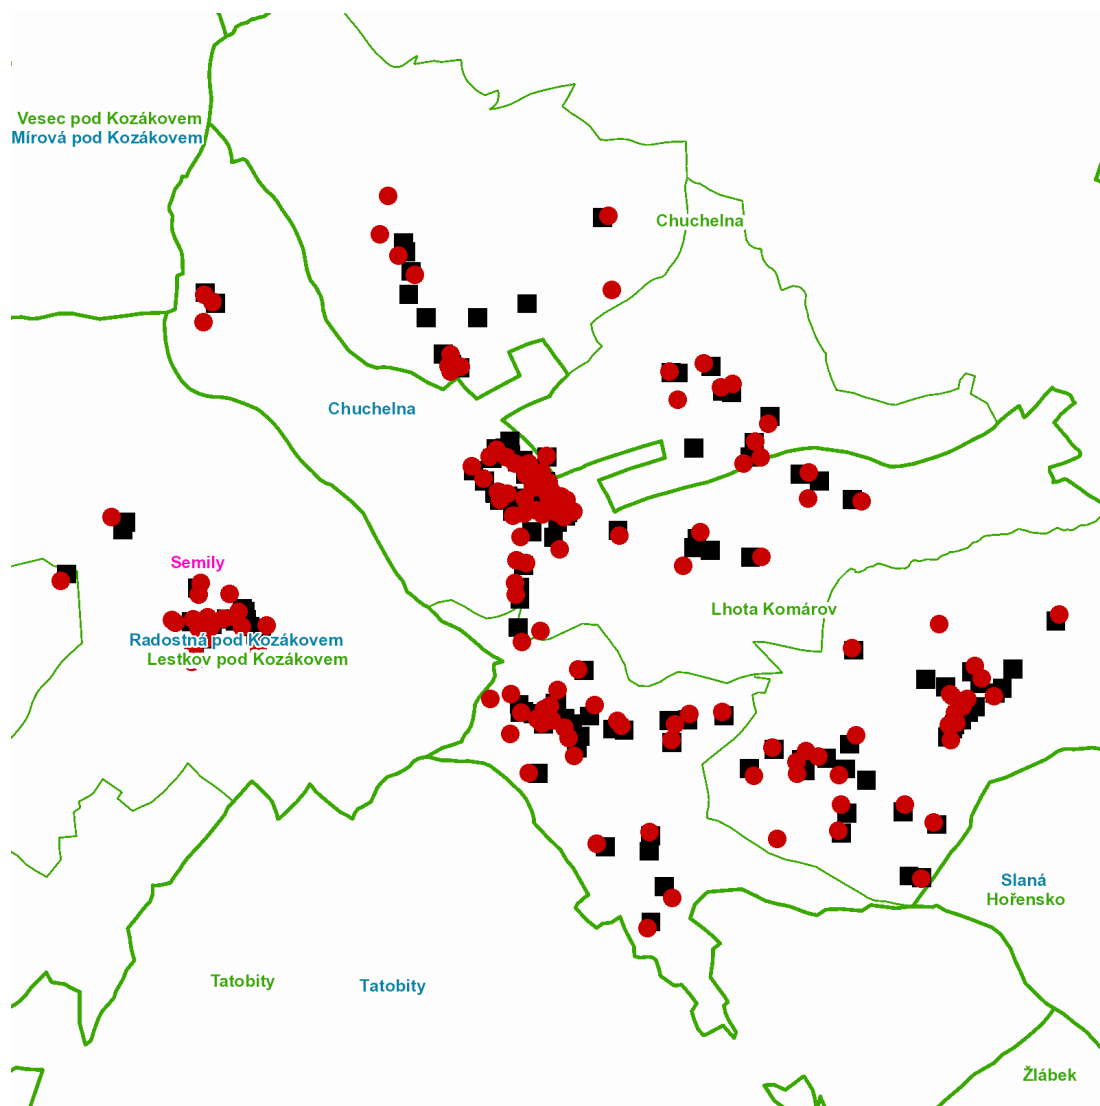 Vesec pod Kozákovem
Mírová pod Kozákovem
Chuchelna
Chuchelna
Semily
Lhota Komárov
Radostná pod Kozákovem
Lestkov pod Kozákovem
Slaná
Hořensko
Tatobity
Tatobity
Žlábek